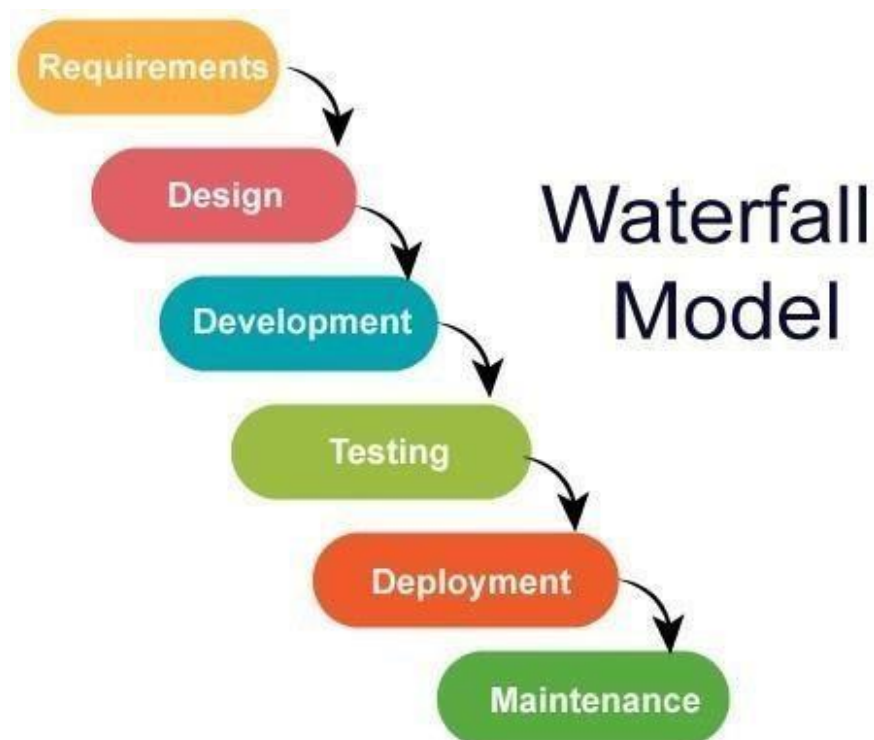 Requirements
Design
Development
Testing
Deployment
Maintenance
Waterfall
Model